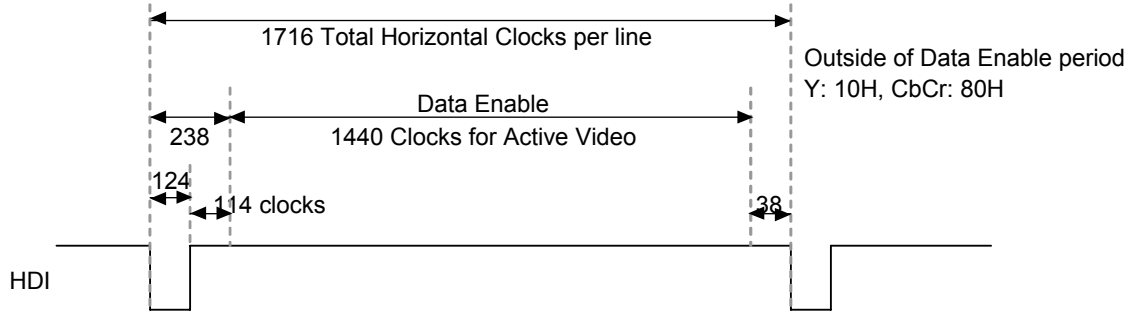 1716 Total Horizontal Clocks per line
Outside of Data Enable period
Y: 10H, CbCr: 80H
Data Enable
238
1440 Clocks for Active Video
124
114 clocks
38
HDI